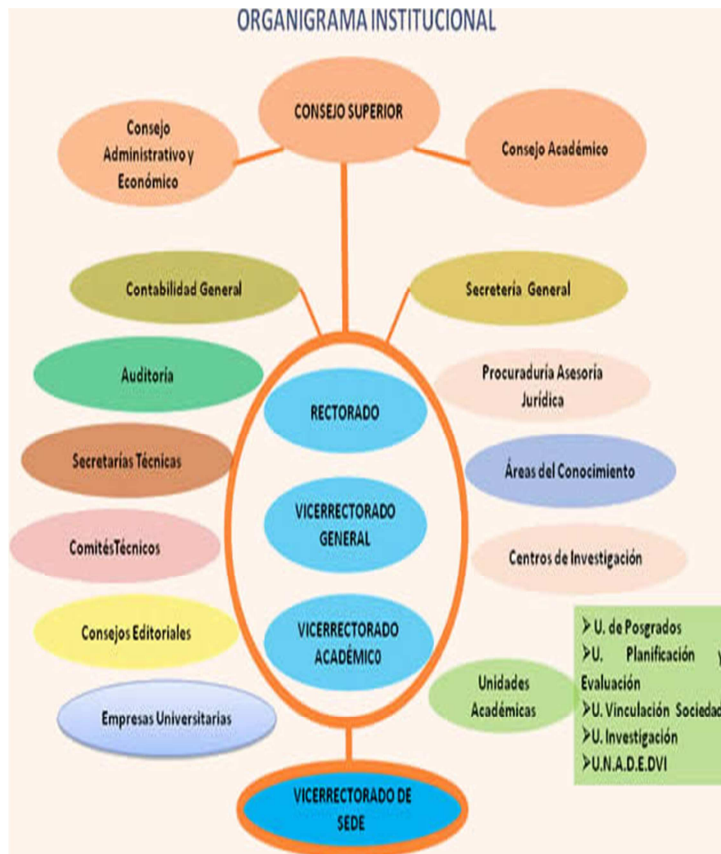 ORGANIGRAMA INSTITUCIONAL
CONSEJO SUPERIOR
Consejo
Administrativo y
Económico
Consejo Académico
Contabilidad General
Secretería General
Auditoría
Procuraduría Asesoría
Jurídica
RECTORADO
Secretarías Técnicas
Áreas del Conocimiento
VICERRECTORADO
GENERAL
ComitésTécnicos
Centros de Investigación
Consejos Editoriales
VICERRECTORADO
ACADÉMICO
Unidades
Académicas
➢U. de Posgrados
➢U. Planificación y
Evaluación
➢U. Vinculación Sociedad
➢U. Investigación
➢U.N.A.D.E.DVI
Empresas Universitarias
VICERRECTORADO DE
SEDE